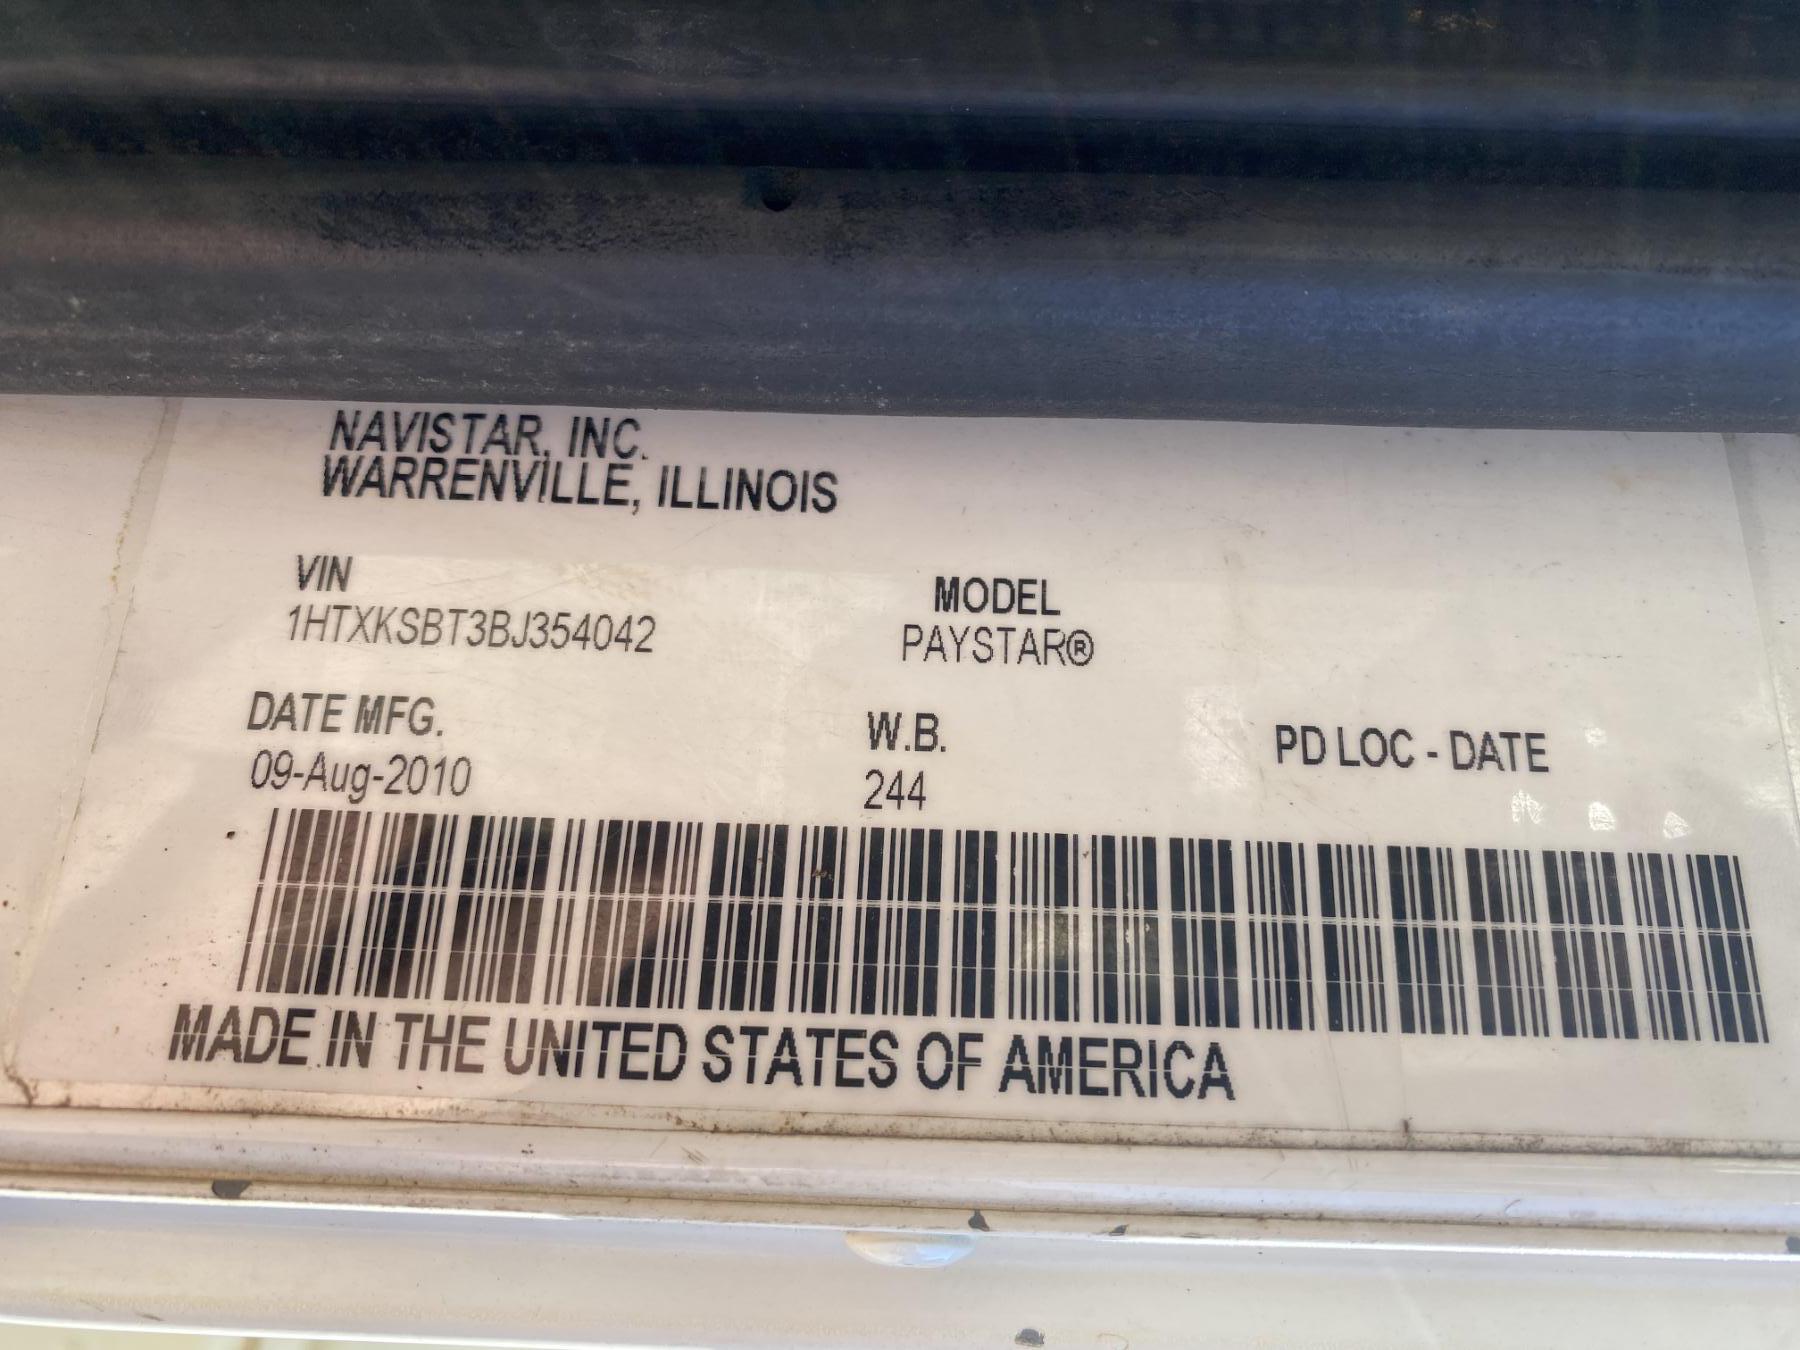 NAVISTAR, INC.
WARRENVILLE, ILLINOIS
VIN
1HTXKSBT3BJ354042
MODEL
PAYSTAR®
DATE MFG.
09-Aug-2010
W.B.
244
PD LOC - DATE
MADE IN THE UNITED STATES OF AMERICA